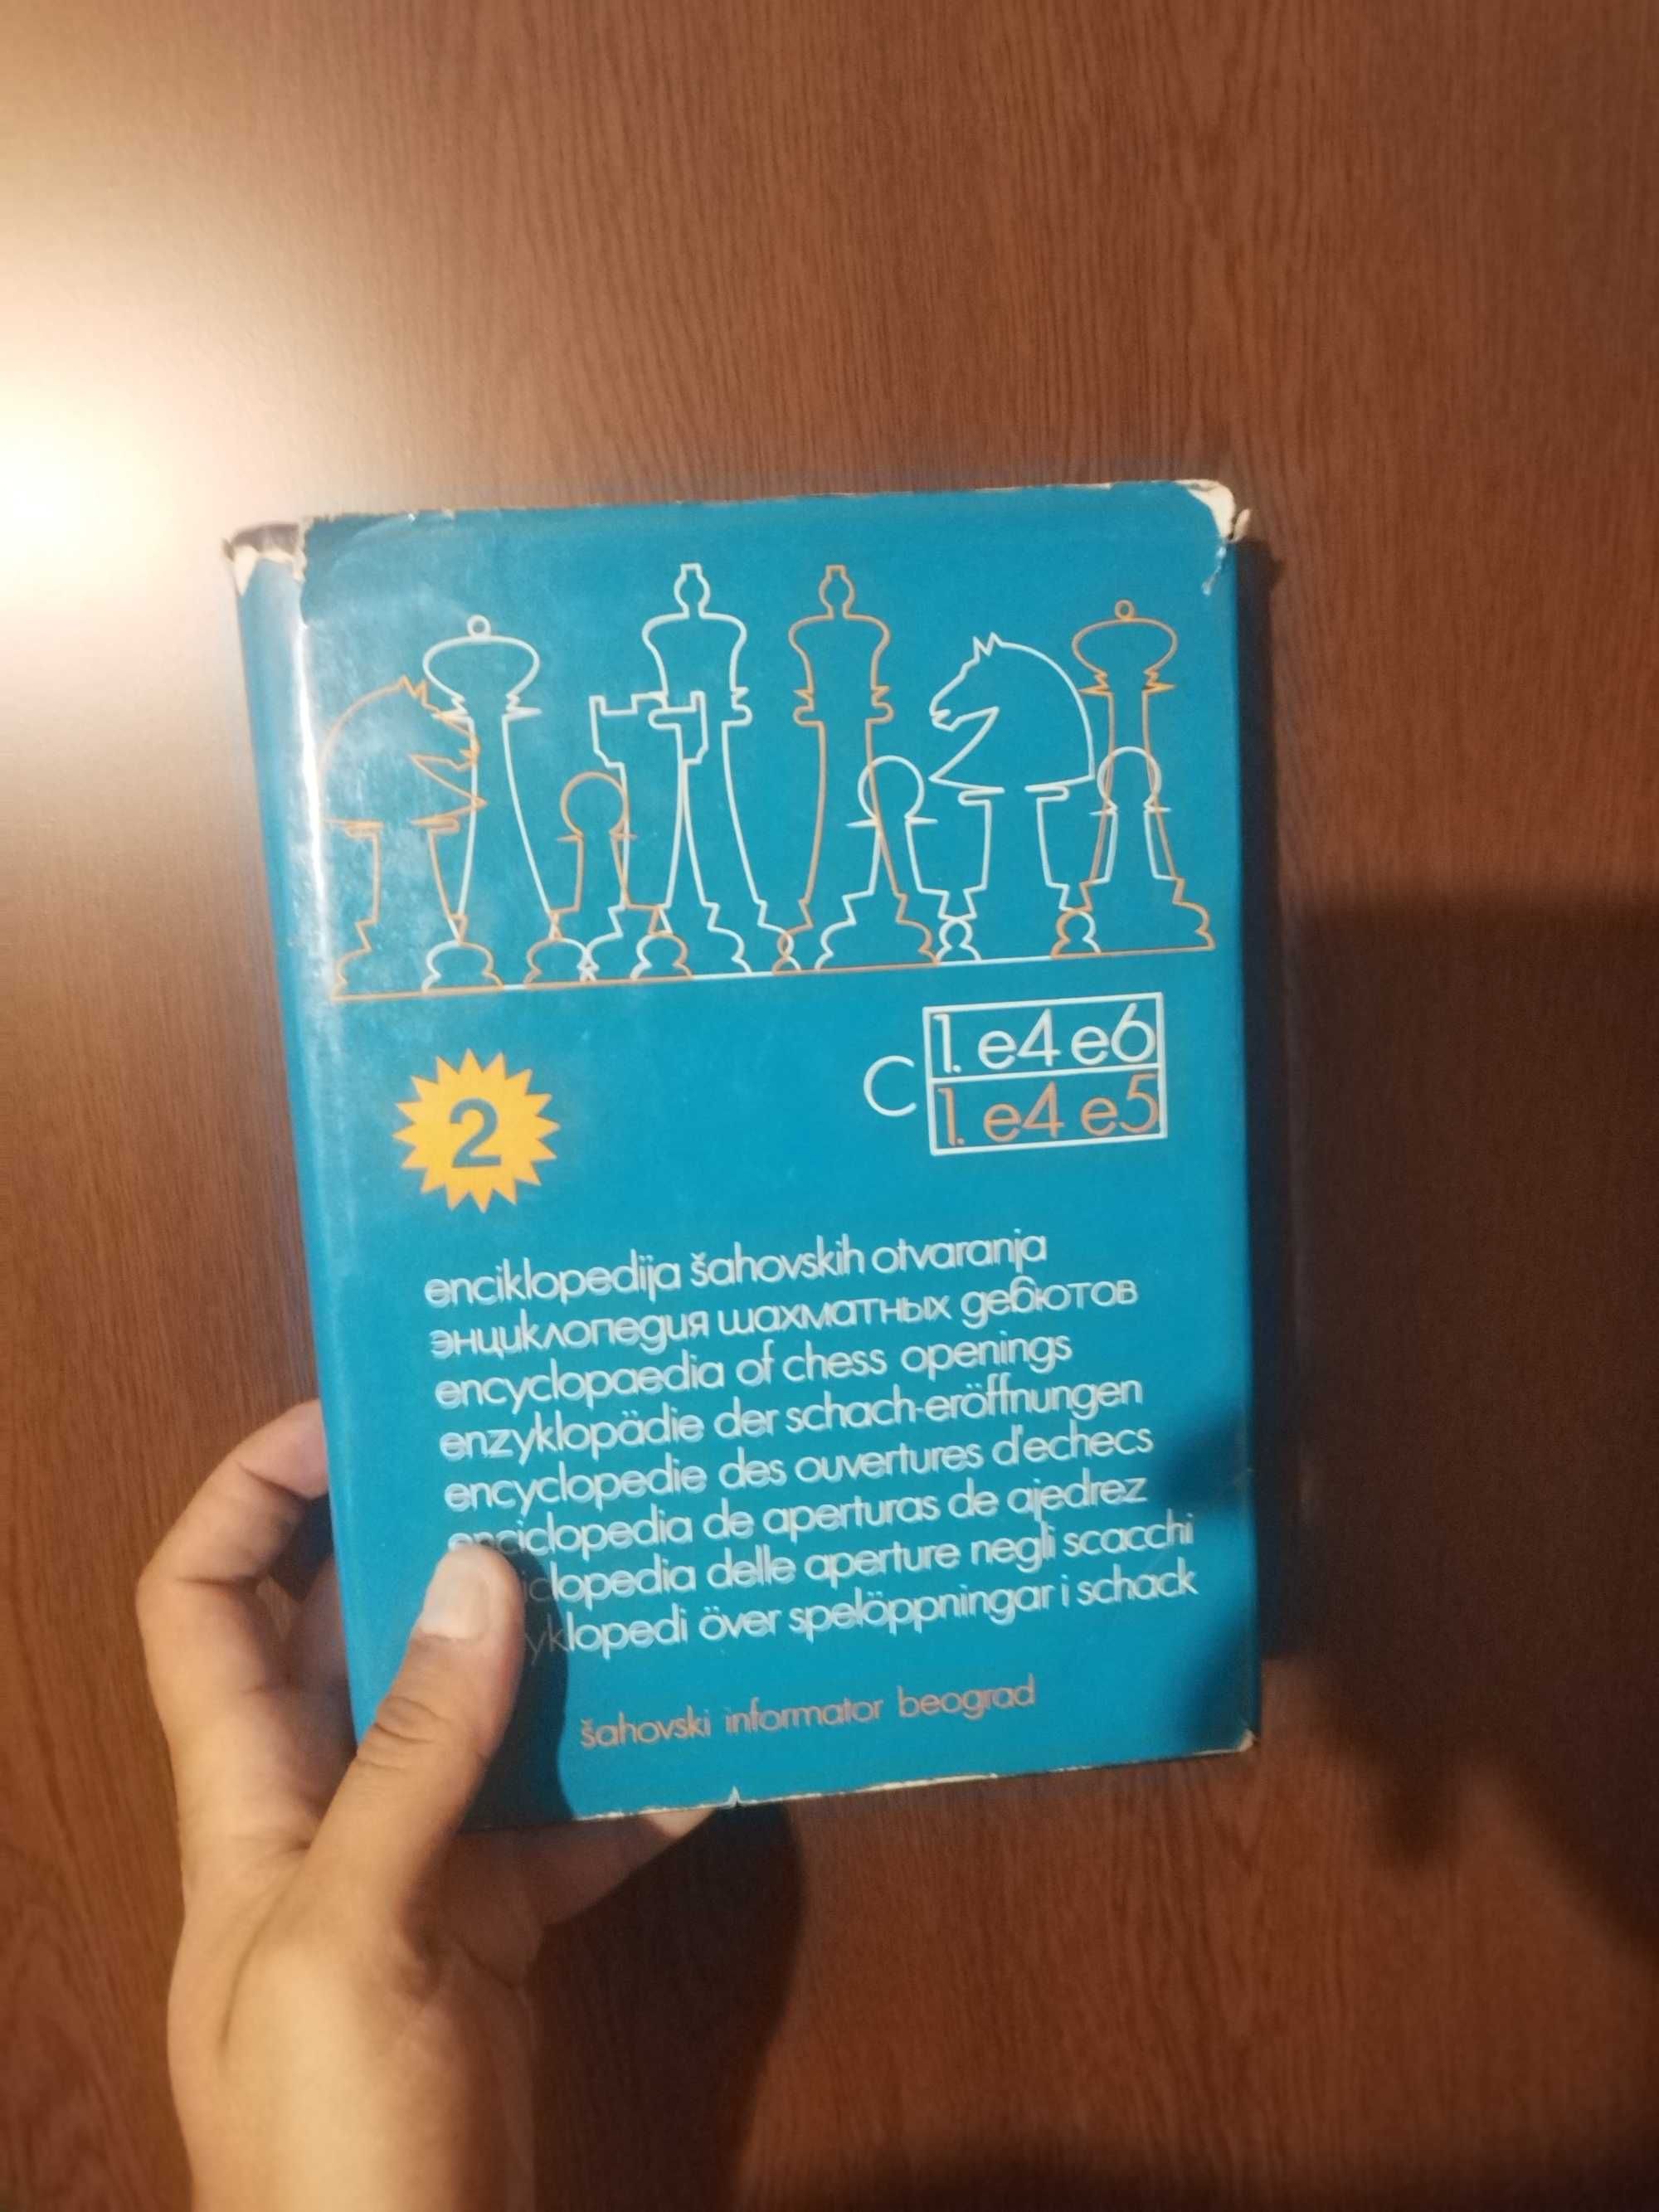 C
1. e4 e6
1. e4 e5
2
enciklopedija šahovskih otvaranja
энциклопедия шахматных дебютов
encyclopaedia of chess openings
enzyklopädie der schach-eröffnungen
encyclopedie des ouvertures d'echecs
enciclopedia de aperturas de ajedrez
delle aperture negli scacchi
över spelöppningar i schack
šahovski informator beograd